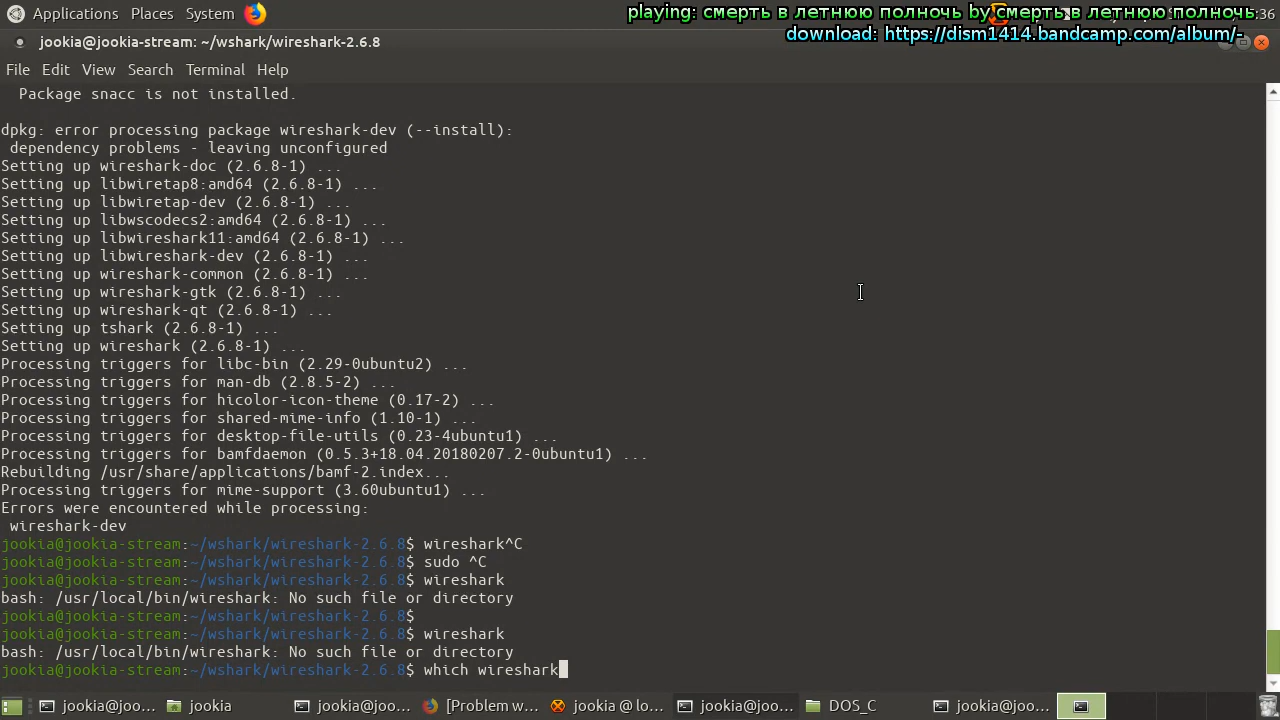 Applications Places System
playing: смерть в летнюю полночь by смерть в летнюю полночь
:36
download: https://dism1414.bandcamp.com/album/-
jookia@jookia-stream: ~/wshark/wireshark-2.6.8
File Edit View Search Terminal Help
Package snacc is not installed.
dpkg: error processing package wireshark-dev (--install):
dependency problems - leaving unconfigured
Setting up wireshark-doc (2.6.8-1) ...
Setting up libwiretap8:amd64 (2.6.8-1) ...
Setting up libwiretap-dev (2.6.8-1) ...
Setting up libwscodecs2:amd64 (2.6.8-1) ...
Setting up libwireshark11:amd64 (2.6.8-1) ...
Setting up libwireshark-dev (2.6.8-1) ...
Setting up wireshark-common (2.6.8-1) ...
Setting up wireshark-gtk (2.6.8-1) ...
Setting up wireshark-qt (2.6.8-1) ...
Setting up tshark (2.6.8-1) ...
Setting up wireshark (2.6.8-1) ...
Processing triggers for libc-bin (2.29-0ubuntu2) ...
Processing triggers for man-db (2.8.5-2) ...
Processing triggers for hicolor-icon-theme (0.17-2) ...
Processing triggers for shared-mime-info (1.10-1) ...
Processing triggers for desktop-file-utils (0.23-4ubuntu1) ...
Processing triggers for bamfdaemon (0.5.3+18.04.20180207.2-0ubuntu1) ...
Rebuilding /usr/share/applications/bamf-2.index...
Processing triggers for mime-support (3.60ubuntu1) ...
Errors were encountered while processing:
wireshark-dev
jookia@jookia-stream:~/wshark/wireshark-2.6.8$ wireshark^C
jookia@jookia-stream:~/wshark/wireshark-2.6.8$ sudo ^C
jookia@jookia-stream:~/wshark/wireshark-2.6.8$ wireshark
bash: /usr/local/bin/wireshark: No such file or directory
jookia@jookia-stream:~/wshark/wireshark-2.6.8$
jookia@jookia-stream:~/wshark/wireshark-2.6.8$ wireshark
bash: /usr/local/bin/wireshark: No such file or directory
jookia@jookia-stream:~/wshark/wireshark-2.6.8$ which wireshark
jookia@joo... jookia jookia@joo... [Problem w... jookia @ lo... jookia@joo... DOS_C jookia@joo...